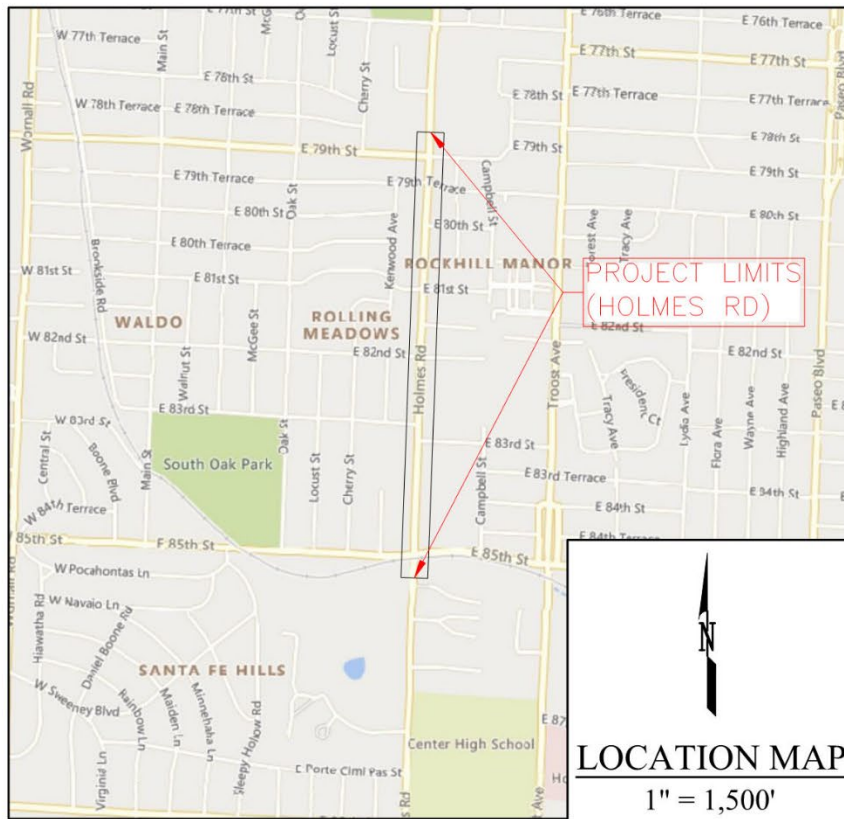 E 77th St
E 76th Terrace
W 77th Terrace
Main St
Locust St
E 77th St
E 78th St
Cherry St
W 78th Terrace
E 78th Terrace
E 78th St
E 77th Terrace
E 77th Terrace
Paseo Blvd
Wornall Rd
E 78th St
E 79th St
E 79th St
Campbell St
E 79th St
E 79th Terrace
E 79th Terrace
E 80th St
Oak St
E 80th St
E 80th St
Kenwood Ave
Tracy Ave
Brookside Rd
E 80th Terrace
ROCKHILL MANOR
PROJECT LIMITS
(HOLMES RD)
W 81st St
E 81st St
E 81st St
WALDO
ROLLING
MEADOWS
McGee St
W 82nd St
E 82nd St
E 82nd St
E 82nd St
Walnut St
Holmes Rd
Troost Ave
President Ct
Paseo Blvd
Tracy Ave
Lydia Ave
Flora Ave
Wayne Ave
Highland Ave
W 83rd St
E 83rd St
Oak St
E 83rd St
Central St
Boone Blvd
Main St
South Oak Park
Locust St
Cherry St
Campbell St
E 83rd Terrace
W 84th Terrace
E 84th St
E 84th St
E 84th Terrace
W 85th St
E 85th St
E 85th St
W Pocahontas Ln
Hiawatha Rd
W Navajo Ln
Daniel Boone Rd
SANTA FE HILLS
W Sweeney Blvd
Rainbow Ln
Maiden Ln
Minnehaha Ln
Sleepy Hollow Rd
Virginia Ln
Center High School
E 87
E Porte Cimi Pas St
N
LOCATION MAP
1" = 1,500'